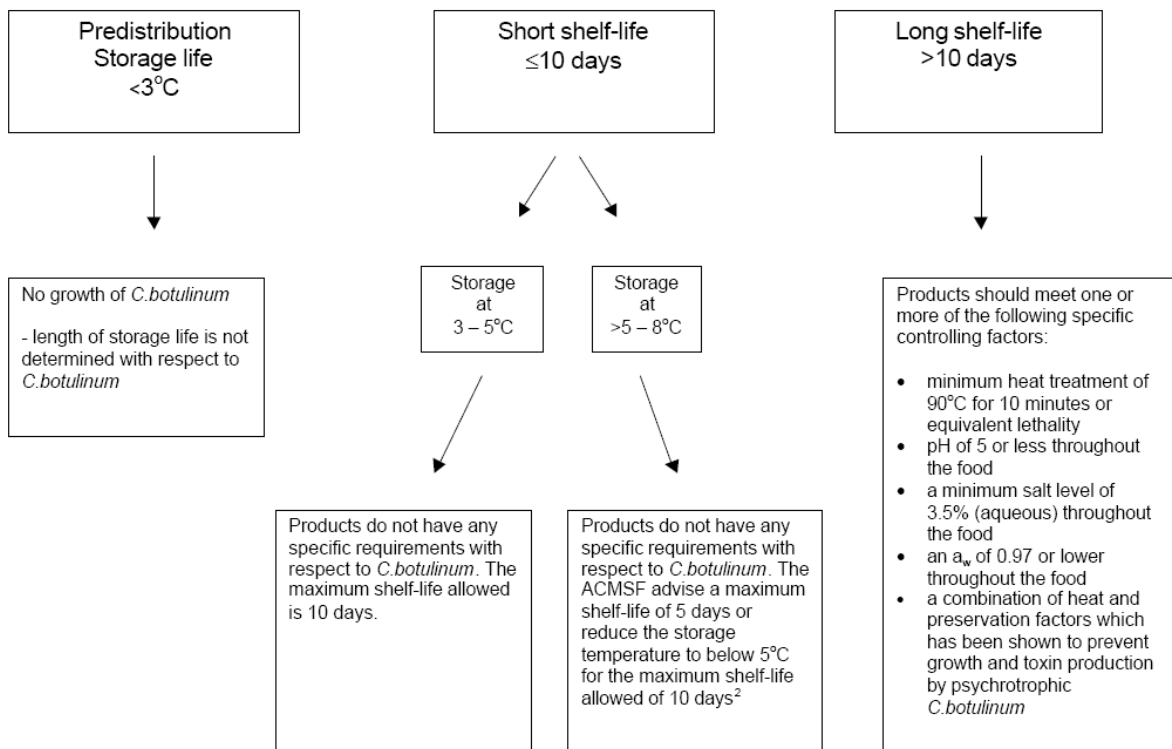 Predistribution
Storage life
<3°C
Short shelf-life
≤10 days
Long shelf-life
>10 days
No growth of C.botulinum
- length of storage life is not
determined with respect to
C.botulinum
Storage
at
3 – 5°C
Storage
at
>5 – 8°C
Products do not have any
specific requirements with
respect to C.botulinum. The
maximum shelf-life allowed
is 10 days.
Products do not have any
specific requirements with
respect to C.botulinum. The
ACMSF advise a maximum
shelf-life of 5 days or
reduce the storage
temperature to below 5°C
for the maximum shelf-life
allowed of 10 days²
Products should meet one or
more of the following specific
controlling factors:
• minimum heat treatment of
90°C for 10 minutes or
equivalent lethality
• pH of 5 or less throughout
the food
• a minimum salt level of
3.5% (aqueous) throughout
the food
• an aw of 0.97 or lower
throughout the food
• a combination of heat and
preservation factors which
has been shown to prevent
growth and toxin production
by psychrotrophic
C.botulinum